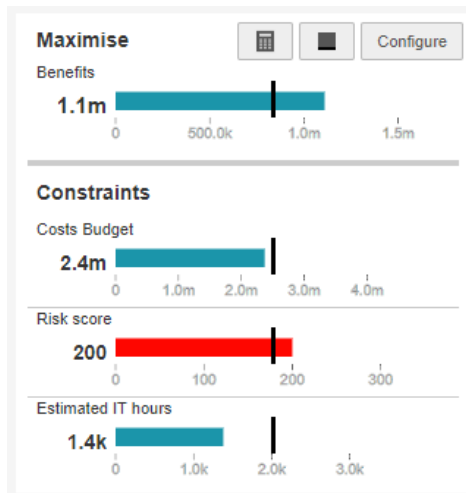 Maximise
Configure
Benefits
1.1m
0 500.0k 1.0m 1.5m
Constraints
Costs Budget
2.4m
0 1.0m 2.0m 3.0m 4.0m
Risk score
200
0 100 200 300
Estimated IT hours
1.4k
0 1.0k 2.0k 3.0k